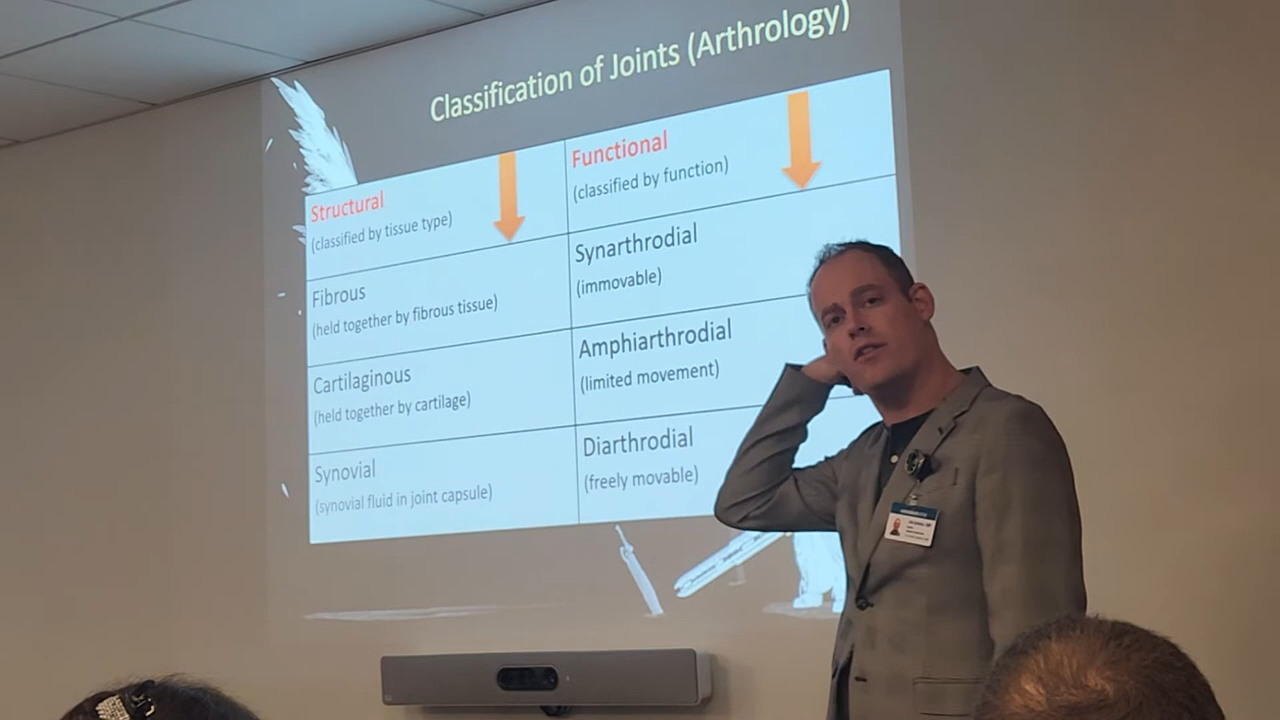 Classification of Joints (Arthrology)
Structural
(classified by tissue type)
Functional
(classified by function)
Fibrous
(held together by fibrous tissue)
Synarthrodial
(immovable)
Cartilaginous
(held together by cartilage)
Amphiarthrodial
(limited movement)
Synovial
(synovial fluid in joint capsule)
Diarthrodial
(freely movable)